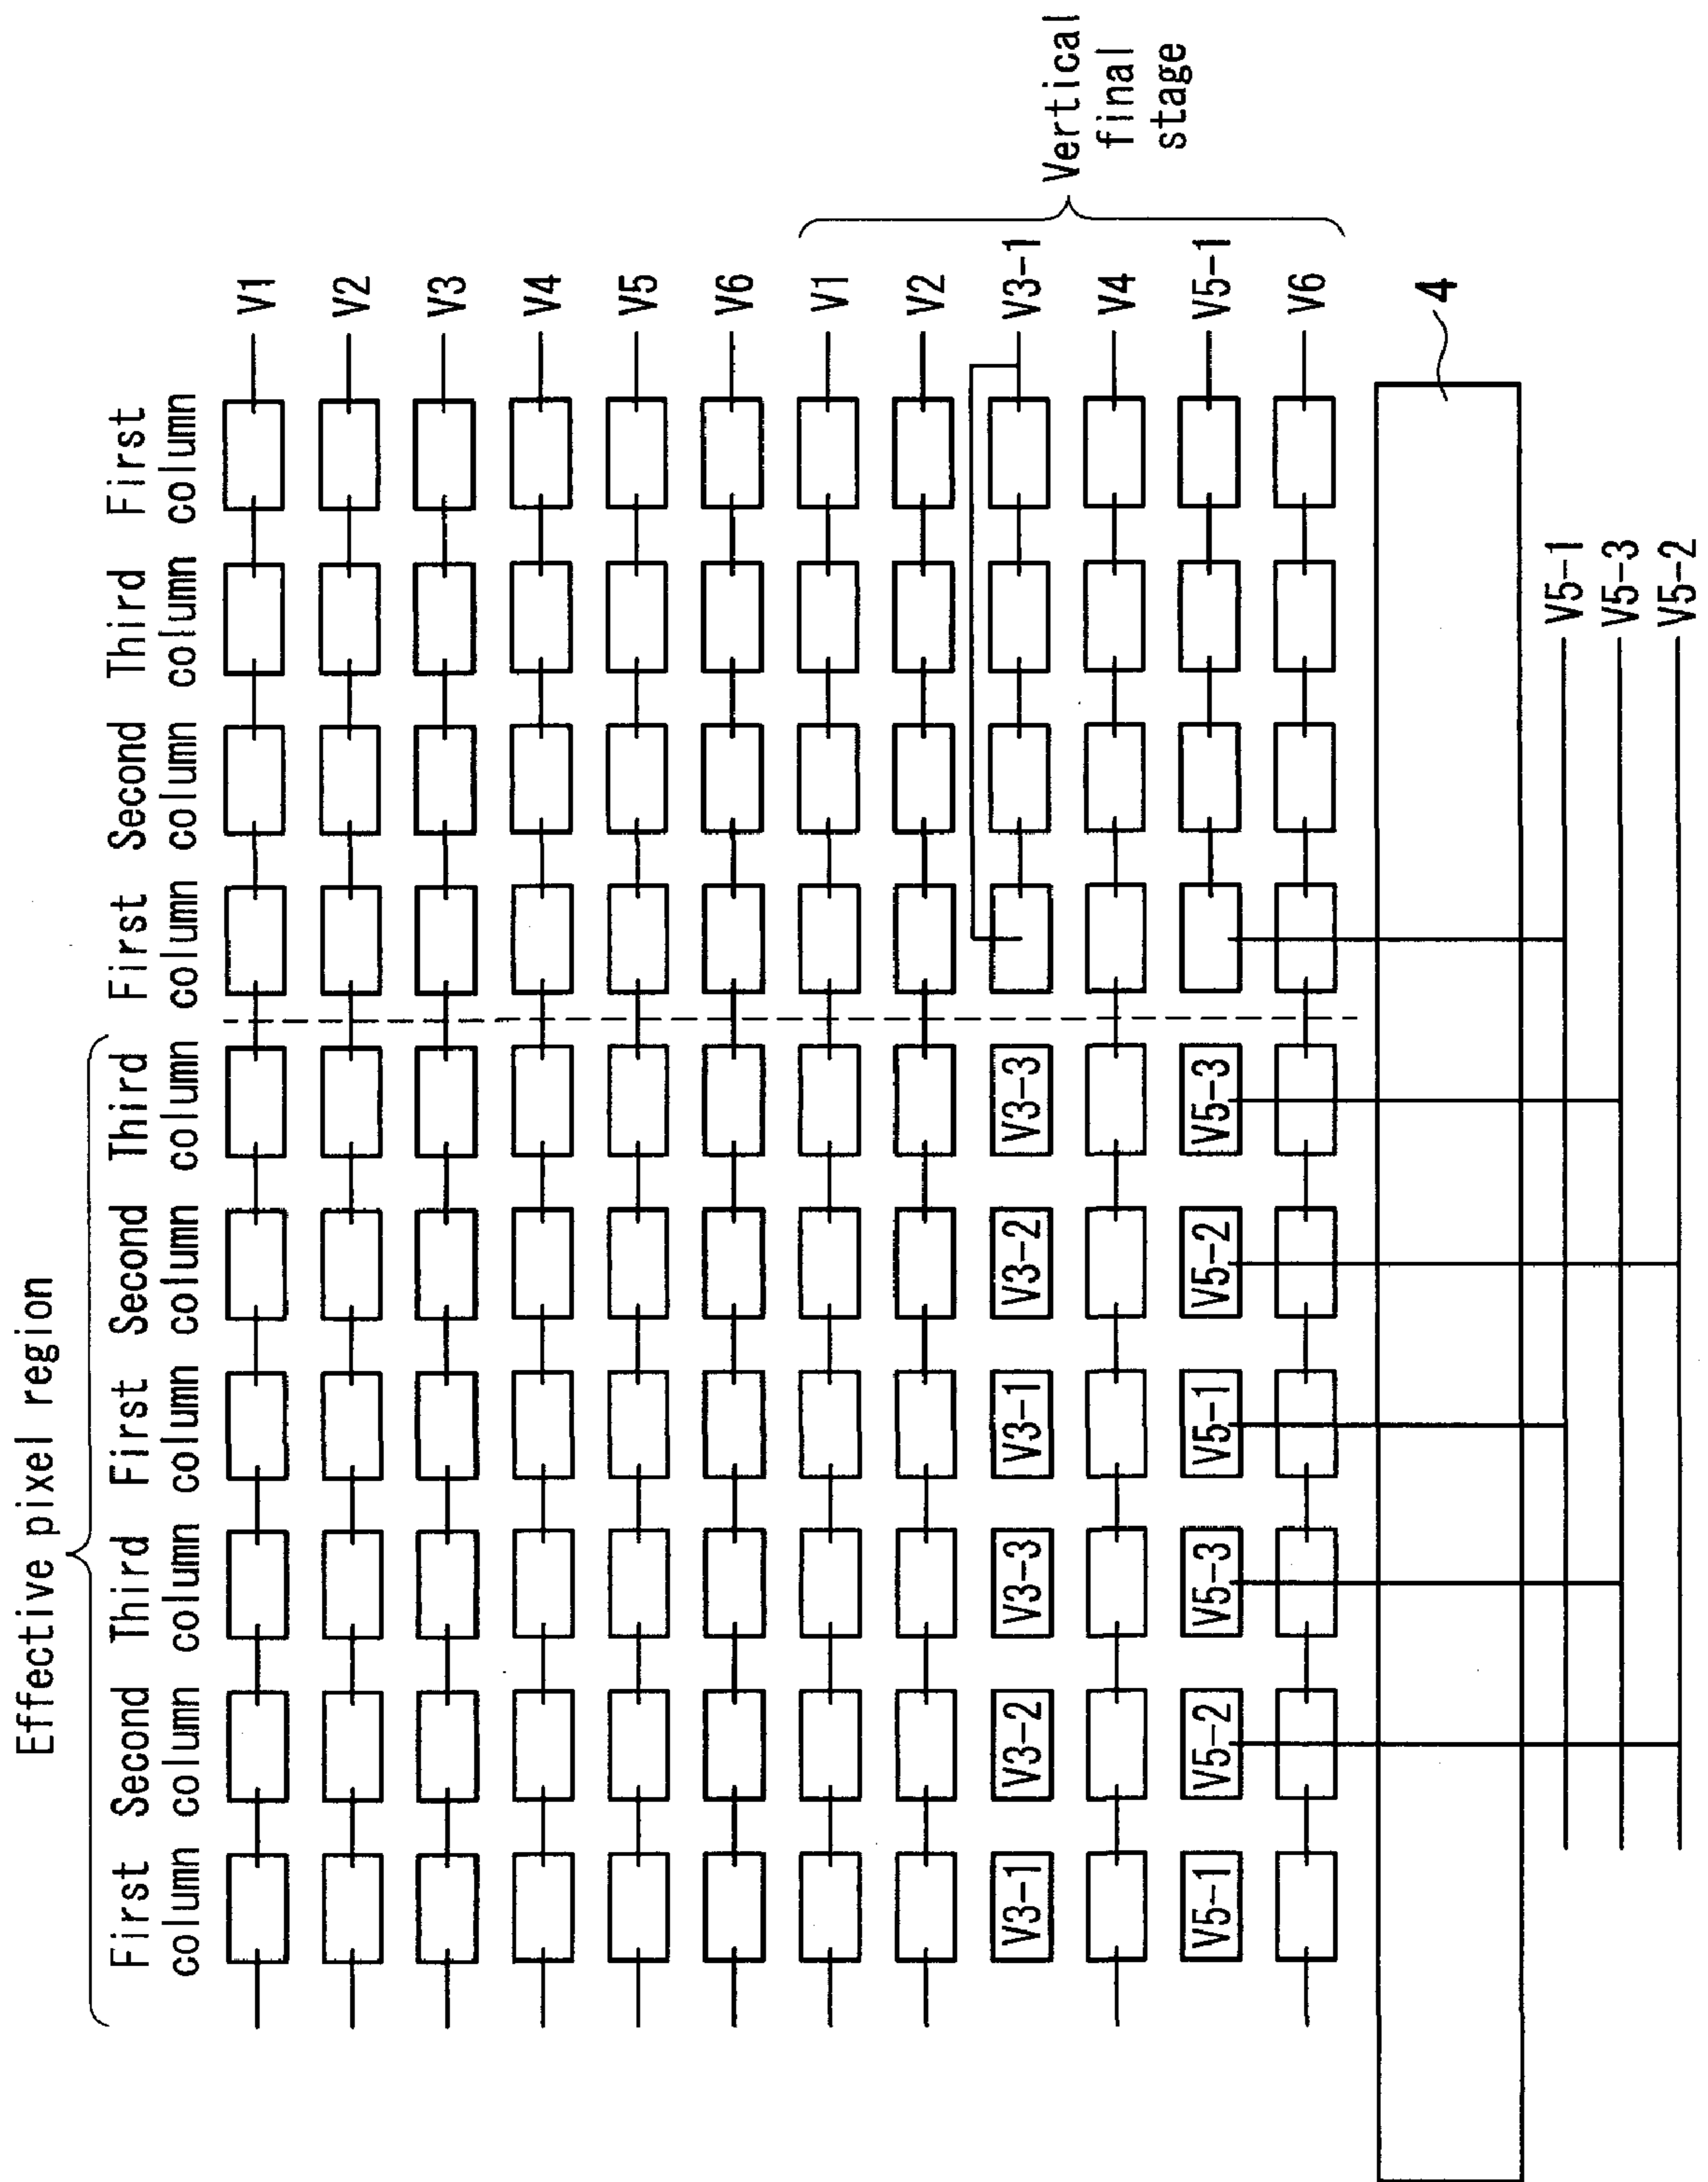 Effective pixel region
First Second Third First Second Third First Second Third First
column column column column column column column column column column
V1
V2
V3
V4
V5
V6
V1
V2
V3-1 V3-2 V3-3 V3-1 V3-2 V3-3 V3-1
V4
V5-1 V5-2 V5-3 V5-1 V5-2 V5-3 V5-1
V6
Vertical
final
stage
4
V5-1
V5-3
V5-2